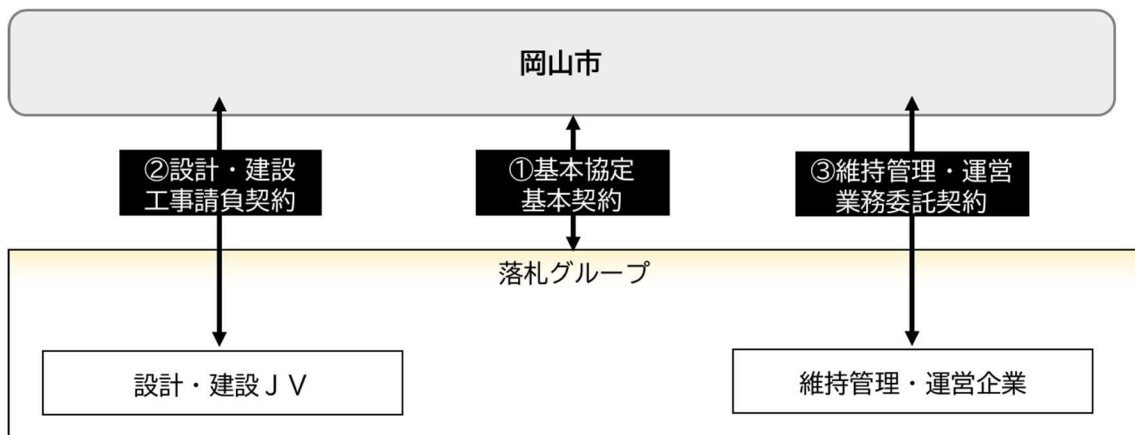 岡山市
②設計・建設
工事請負契約
①基本協定
基本契約
③維持管理・運営
業務委託契約
落札グループ
設計・建設ＪＶ
維持管理・運営企業